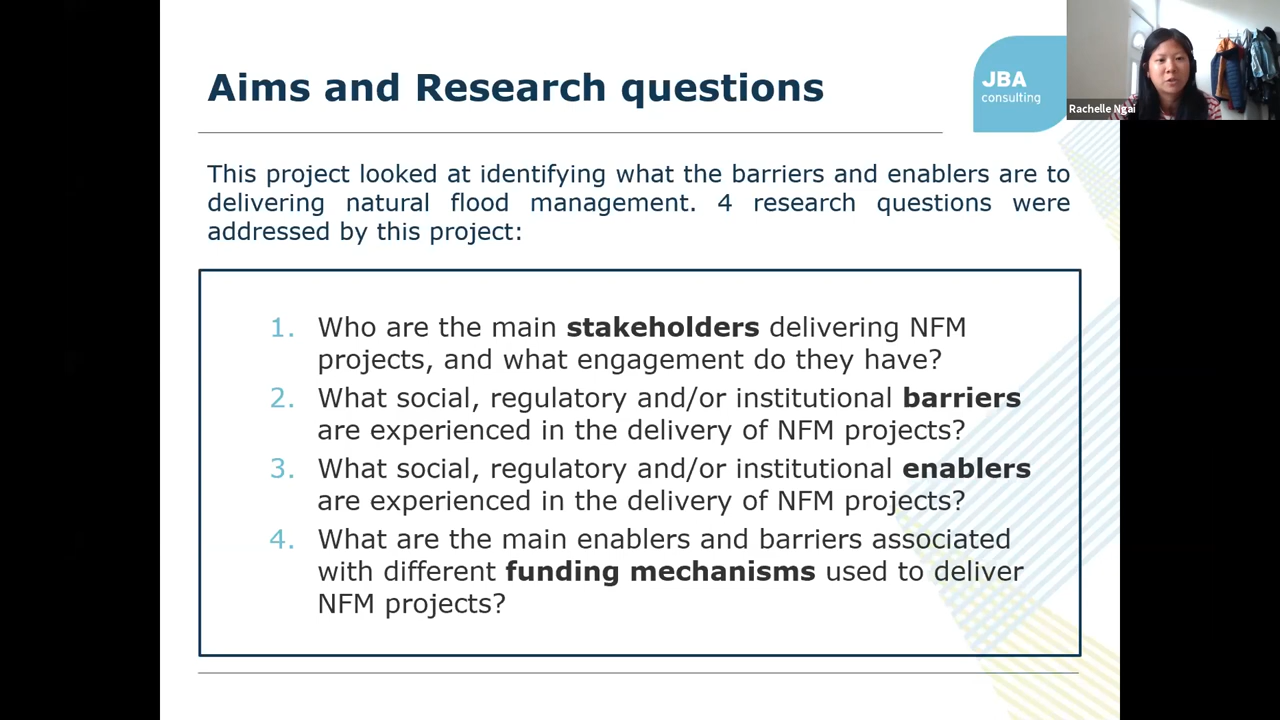 Aims and Research questions
JBA
consulting
Rachelle Ngai
This project looked at identifying what the barriers and enablers are to
delivering natural flood management. 4 research questions were
addressed by this project:
1. Who are the main stakeholders delivering NFM
projects, and what engagement do they have?
2. What social, regulatory and/or institutional barriers
are experienced in the delivery of NFM projects?
3. What social, regulatory and/or institutional enablers
are experienced in the delivery of NFM projects?
4. What are the main enablers and barriers associated
with different funding mechanisms used to deliver
NFM projects?